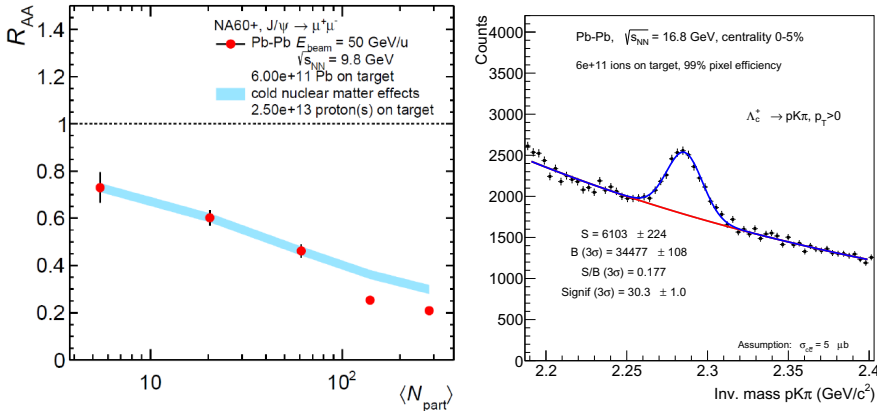 R_AA
1.4
1.2
1
0.8
0.6
0.4
0.2
0
NA60+, J/ψ → μ⁺μ⁻
Pb-Pb E_beam = 50 GeV/u
√s_NN = 9.8 GeV
6.00e+11 Pb on target
cold nuclear matter effects
2.50e+13 proton(s) on target
10
10²
⟨N_part⟩
Counts
4000
3500
3000
2500
2000
1500
1000
500
0
Pb-Pb, √s_NN = 16.8 GeV, centrality 0-5%
6e+11 ions on target, 99% pixel efficiency
Λ_c⁺ → pKπ, p_T>0
S = 6103 ± 224
B (3σ) = 34477 ± 108
S/B (3σ) = 0.177
Signif (3σ) = 30.3 ± 1.0
Assumption: σ_cc̅ = 5 μb
2.2
2.25
2.3
2.35
2.4
Inv. mass pKπ (GeV/c²)